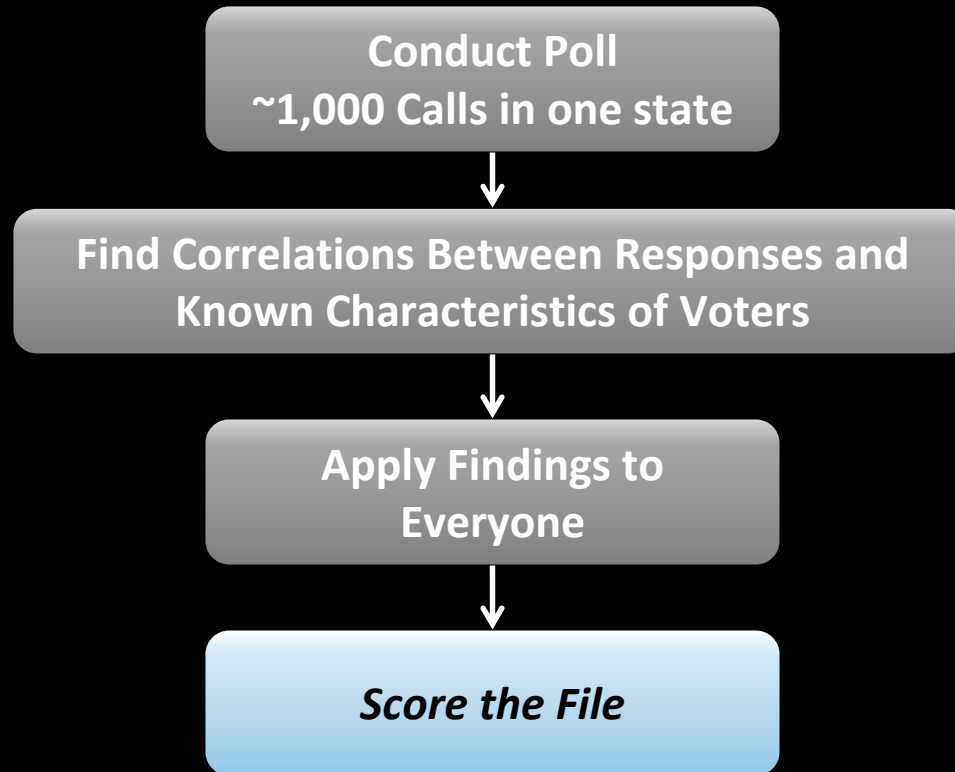 Conduct Poll
~1,000 Calls in one state
Find Correlations Between Responses and
Known Characteristics of Voters
Apply Findings to
Everyone
Score the File